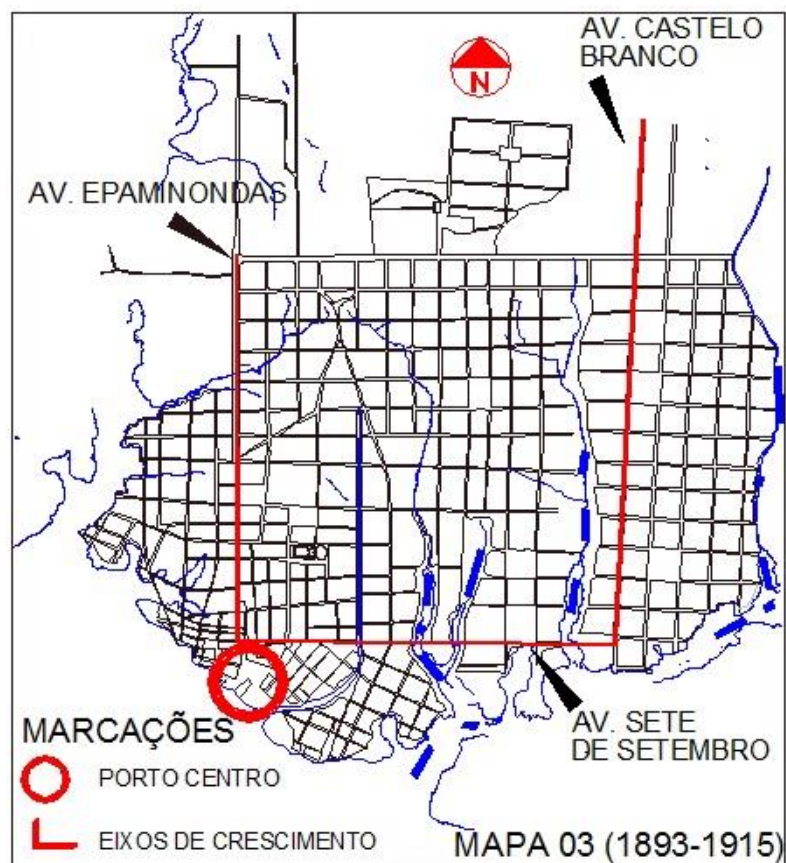 AV. CASTELO
BRANCO
N
AV. EPAMINONDAS
AV. SETE
DE SETEMBRO
MARCAÇÕES
PORTO CENTRO
EIXOS DE CRESCIMENTO
MAPA 03 (1893-1915)